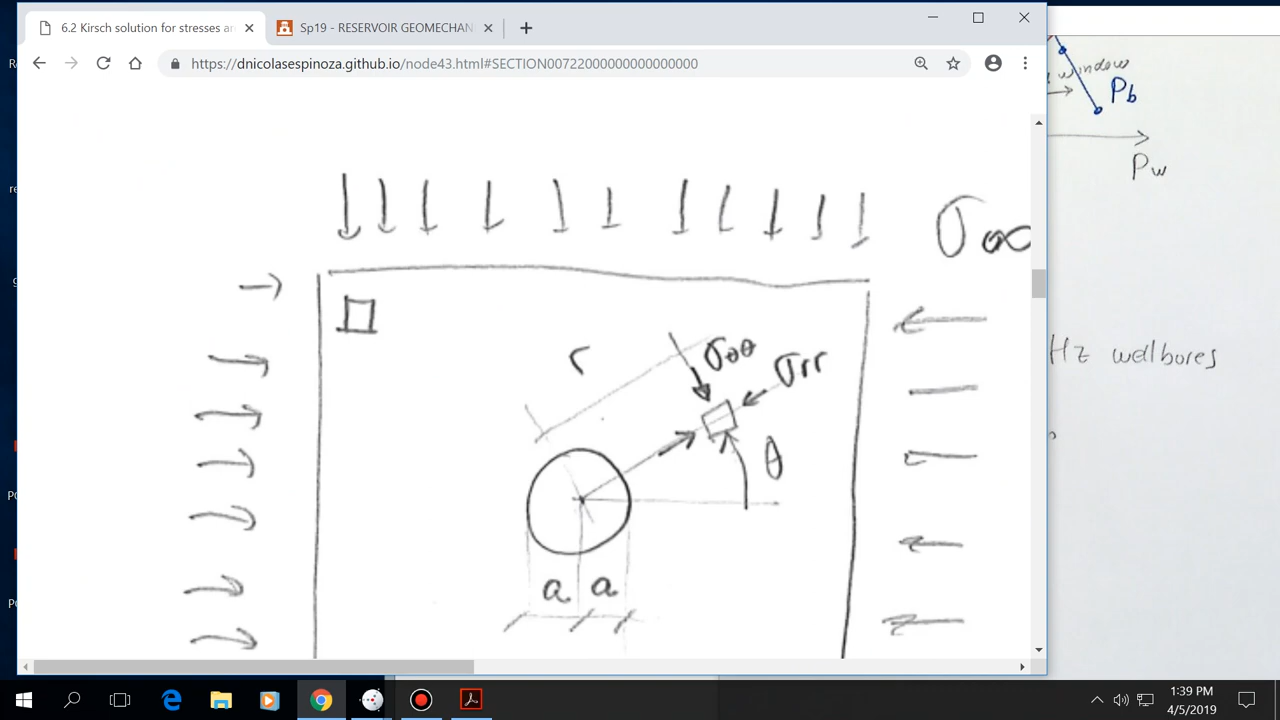 6.2 Kirsch solution for stresses ar
Sp19 - RESERVOIR GEOMECHAN
https://dnicolasespinoza.github.io/node43.html#SECTION00722000000000000000
window
Pb
Pw
σ∞
r
σθθ
σrr
θ
Hz wellbores
a a
1:39 PM
4/5/2019